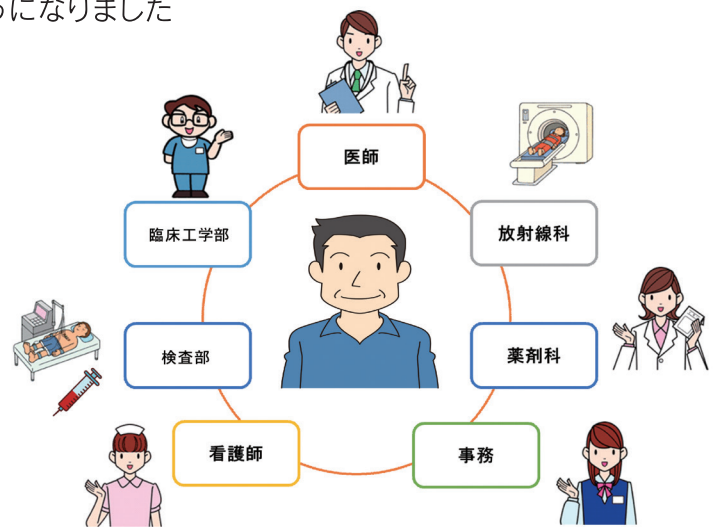 うになりました
医師
臨床工学部
放射線科
検査部
薬剤科
看護師
事務